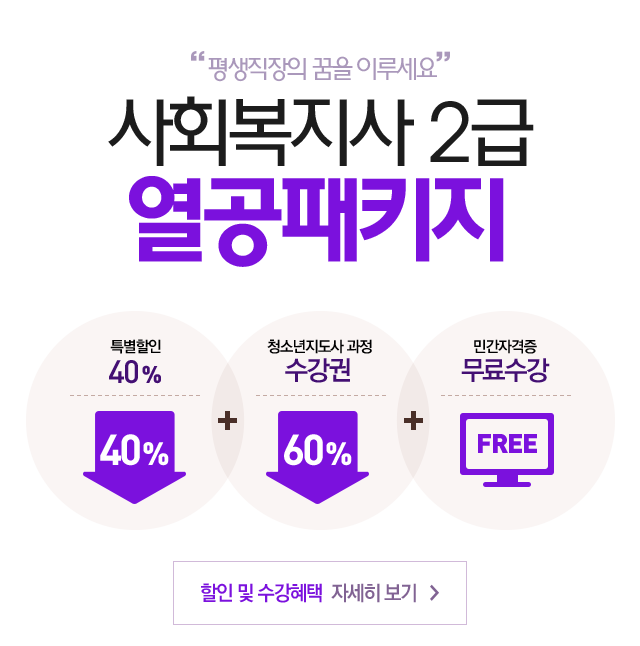 “평생직장의 꿈을 이루세요”
사회복지사 2급
열공패키지
특별할인
40%
40%
+
청소년지도사 과정
수강권
60%
+
민간자격증
무료수강
FREE
할인 및 수강혜택 자세히 보기 >